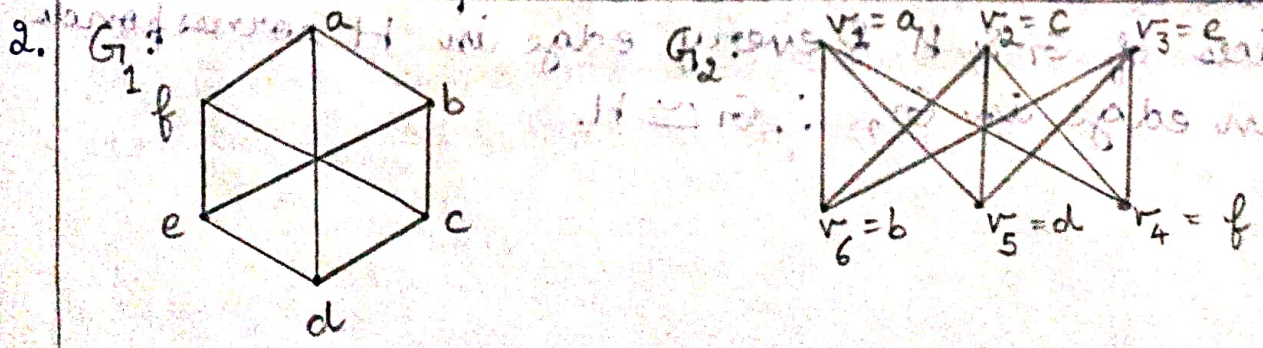 2. G₁: a b c d e f
G₂: v₁ = a v₂ = c v₃ = e
v₆ = b v₅ = d v₄ = f